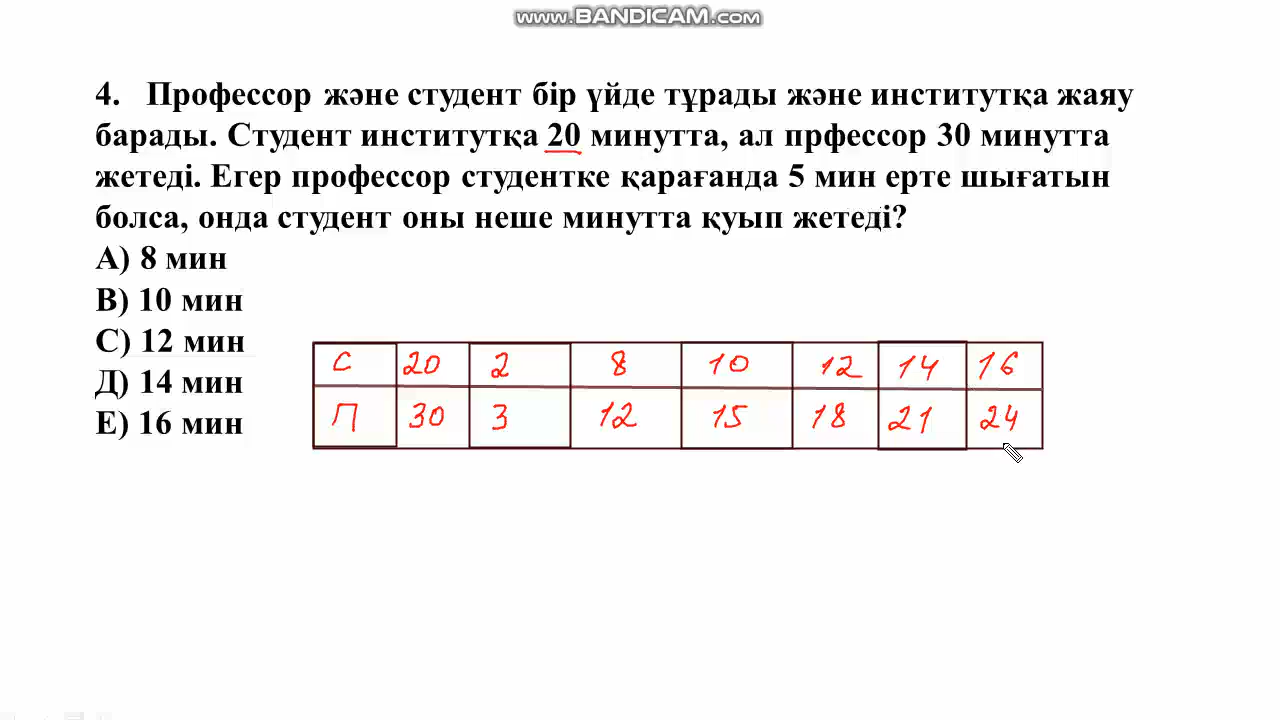 www.BANDICAM.com
4. Профессор және студент бір үйде тұрады және институтқа жаяу
барады. Студент институтқа 20 минутта, ал прфессор 30 минутта
жетеді. Егер профессор студентке қарағанда 5 мин ерте шығатын
болса, онда студент оны неше минутта қуып жетеді?
А) 8 мин
В) 10 мин
С) 12 мин
Д) 14 мин
Е) 16 мин
С 20 2 8 10 12 14 16
П 30 3 12 15 18 21 24